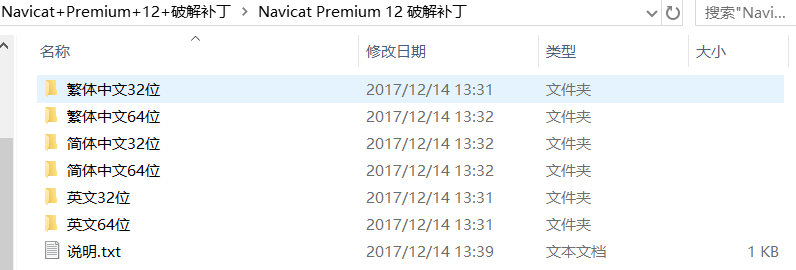 Navicat+Premium+12+破解补丁 > Navicat Premium 12 破解补丁 搜索"Navi...
名称 修改日期 类型 大小
繁体中文32位 2017/12/14 13:31 文件夹
繁体中文64位 2017/12/14 13:32 文件夹
简体中文32位 2017/12/14 13:32 文件夹
简体中文64位 2017/12/14 13:32 文件夹
英文32位 2017/12/14 13:31 文件夹
英文64位 2017/12/14 13:31 文件夹
说明.txt 2017/12/14 13:39 文本文档 1 KB